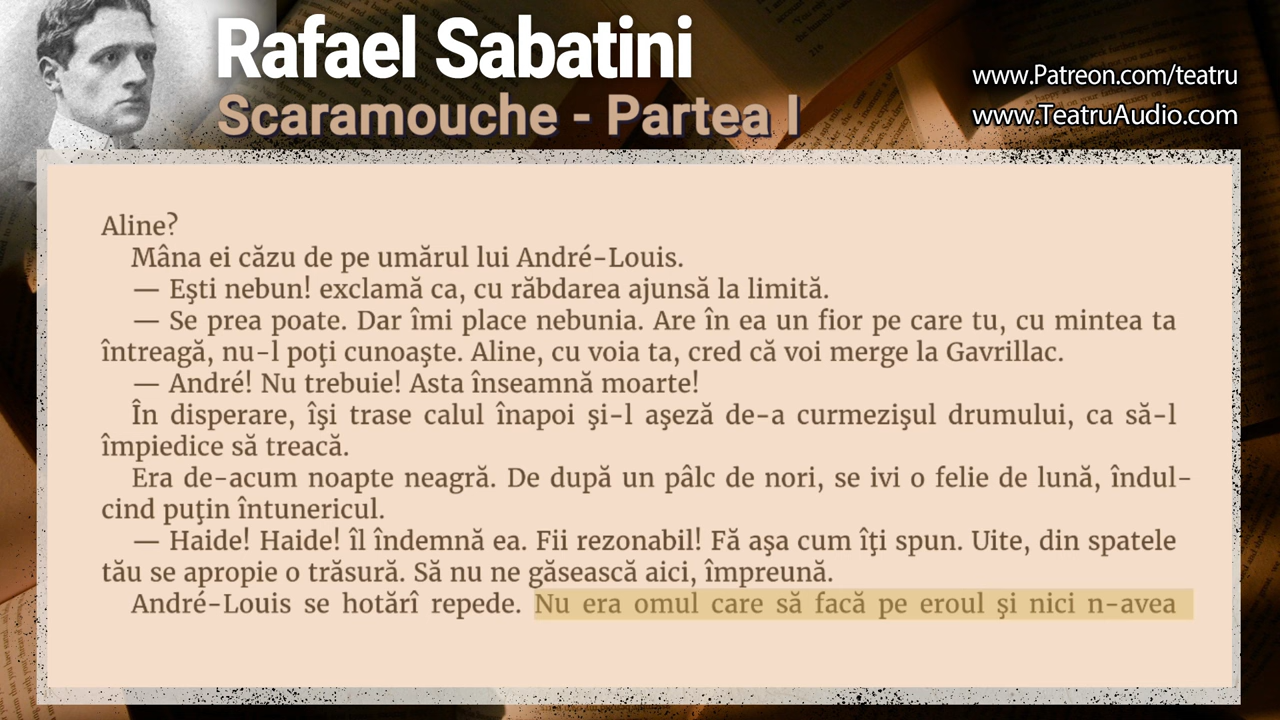 Rafael Sabatini
Scaramouche - Partea I
www.Patreon.com/teatru
www.TeatruAudio.com
Aline?
Mâna ei căzu de pe umărul lui André-Louis.
— Eşti nebun! exclamă ca, cu răbdarea ajunsă la limită.
— Se prea poate. Dar îmi place nebunia. Are în ea un fior pe care tu, cu mintea ta
întreagă, nu-l poţi cunoaşte. Aline, cu voia ta, cred că voi merge la Gavrillac.
— André! Nu trebuie! Asta înseamnă moarte!
În disperare, îşi trase calul înapoi şi-l aşeză de-a curmezişul drumului, ca să-l
împiedice să treacă.
Era de-acum noapte neagră. De după un pâlc de nori, se ivi o felie de lună, îndul-
cind puţin întunericul.
— Haide! Haide! îl îndemnă ea. Fii rezonabil! Fă aşa cum îţi spun. Uite, din spatele
tău se apropie o trăsură. Să nu ne găsească aici, împreună.
André-Louis se hotărî repede. Nu era omul care să facă pe eroul şi nici n-avea